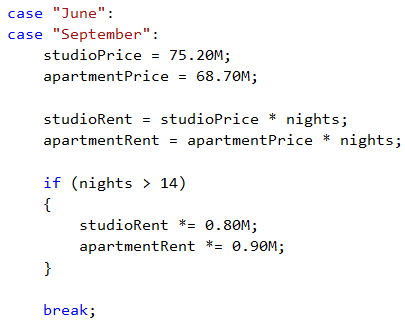 case "June":
case "September":
    studioPrice = 75.20M;
    apartmentPrice = 68.70M;

    studioRent = studioPrice * nights;
    apartmentRent = apartmentPrice * nights;

    if (nights > 14)
    {
        studioRent *= 0.80M;
        apartmentRent *= 0.90M;
    }

    break;